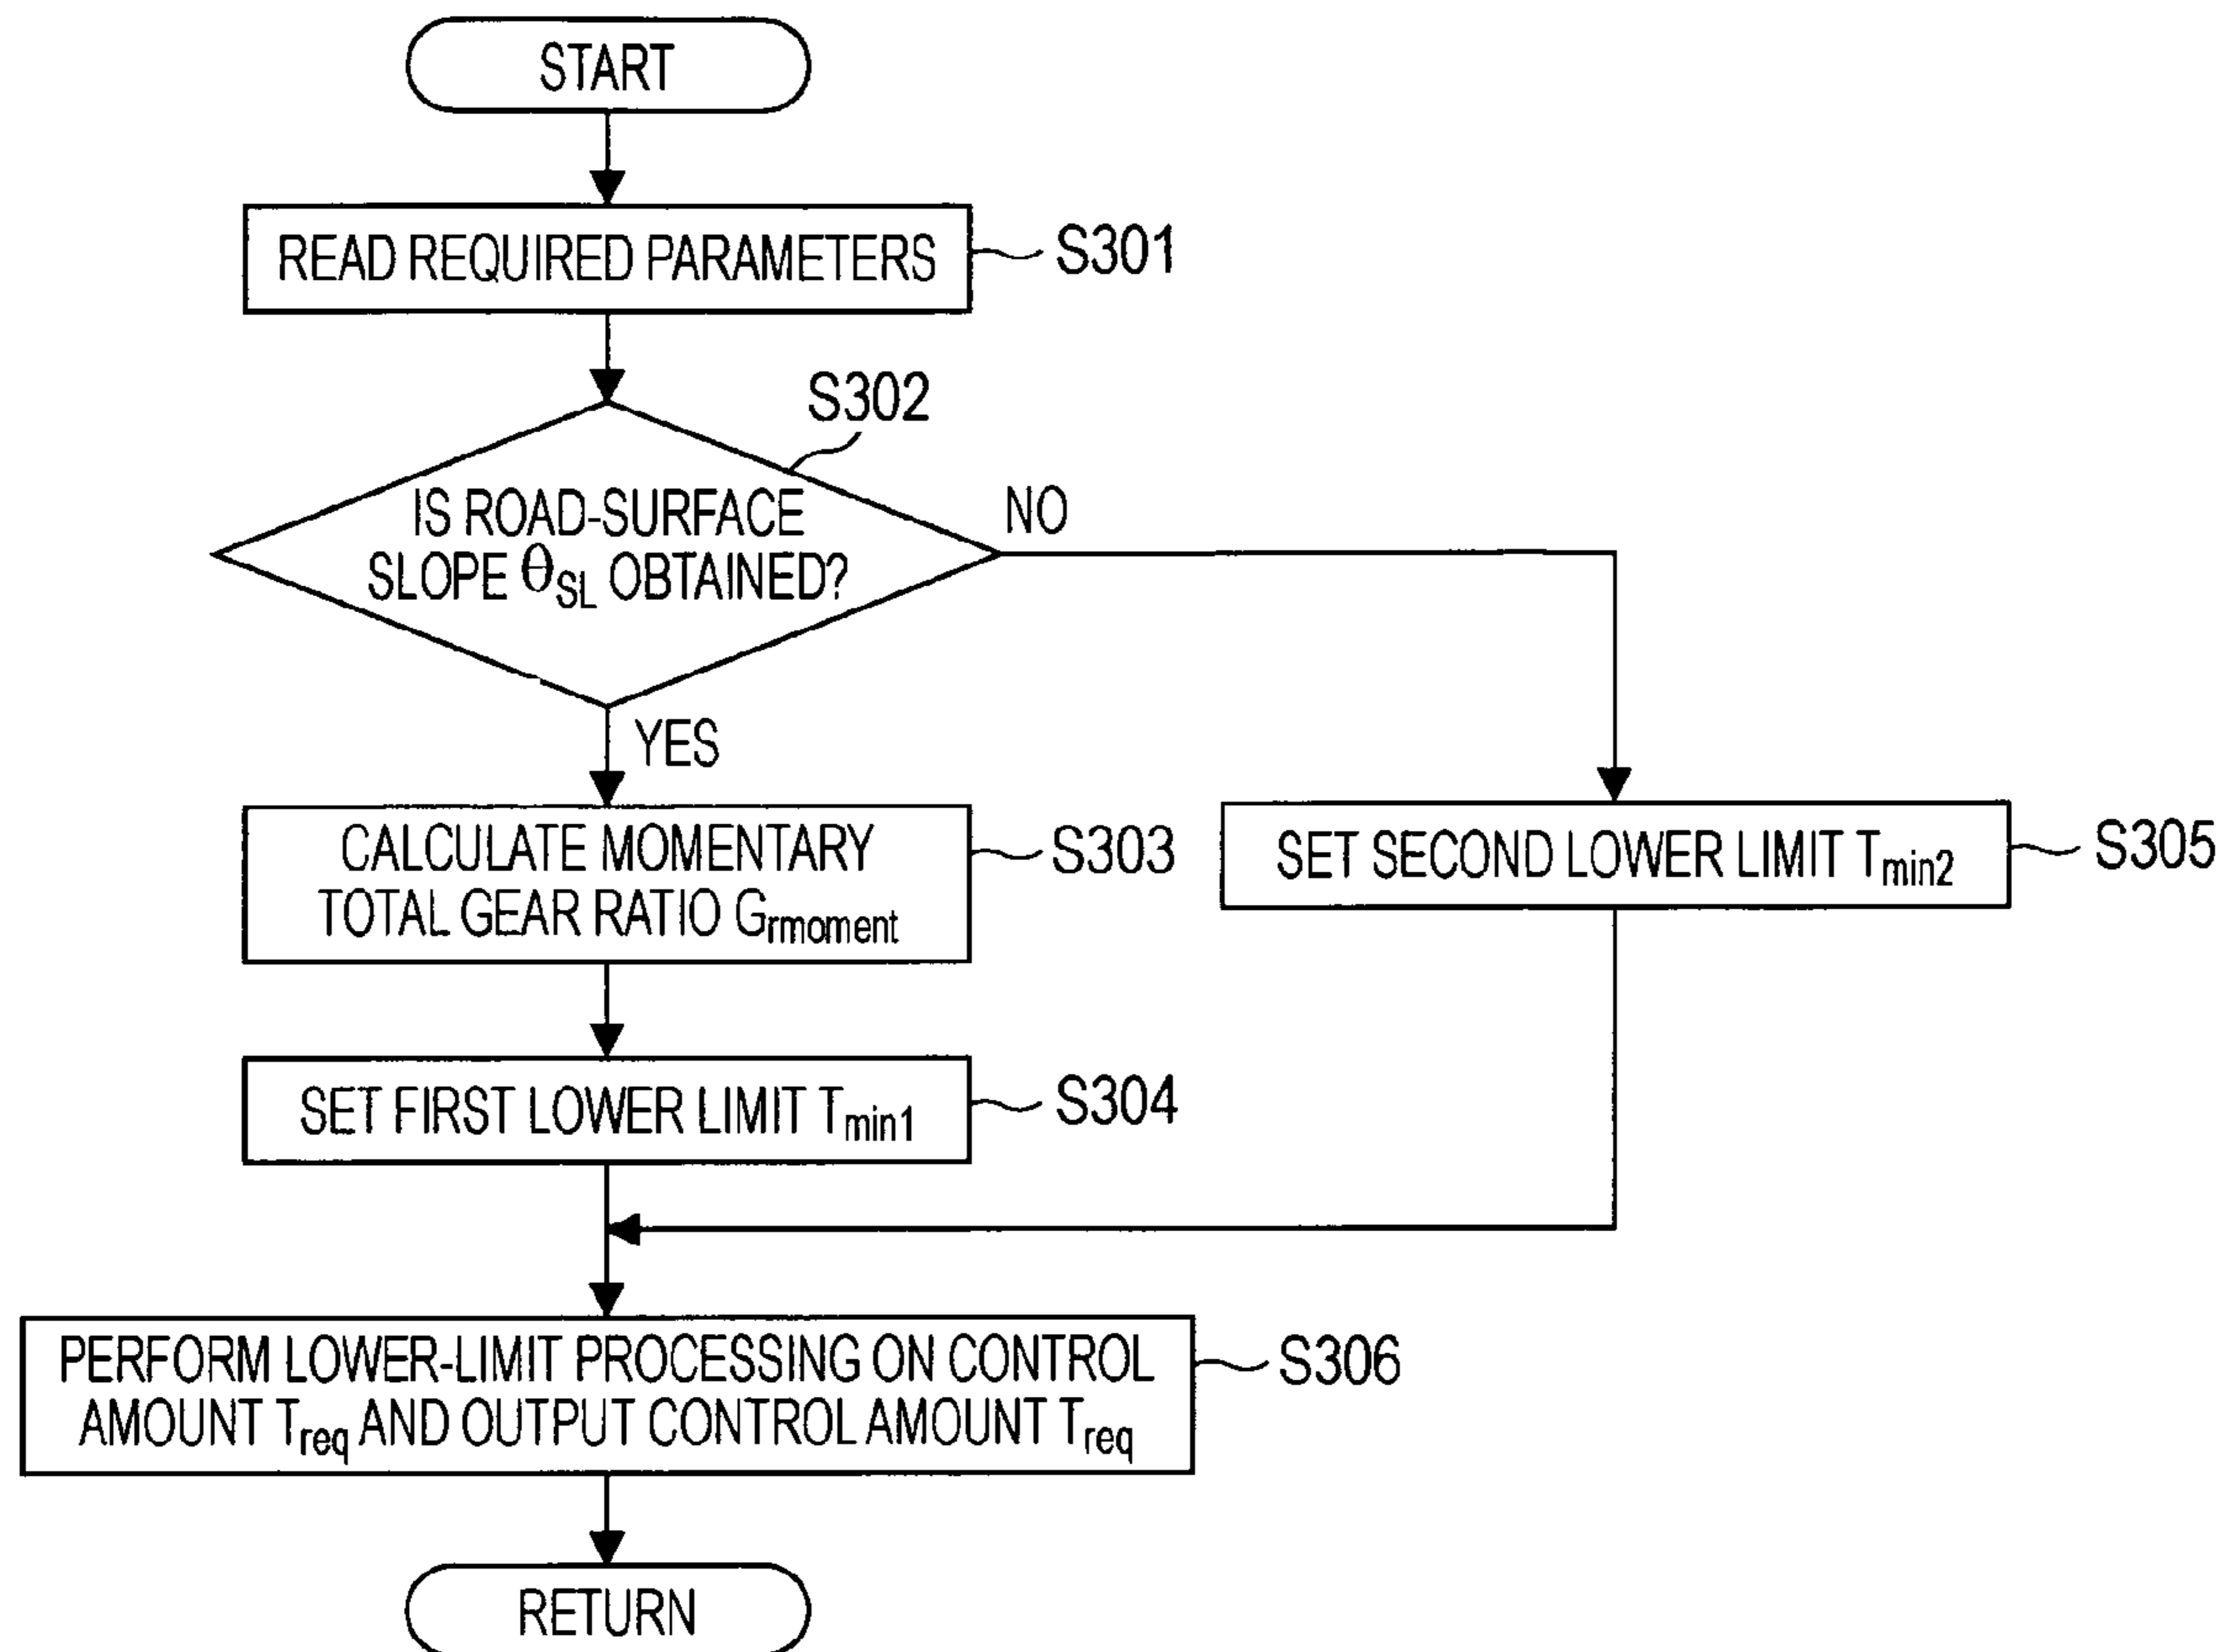 START
READ REQUIRED PARAMETERS
S301
S302
IS ROAD-SURFACE
SLOPE θSL OBTAINED?
NO
YES
CALCULATE MOMENTARY
TOTAL GEAR RATIO Grmoment
S303
SET SECOND LOWER LIMIT Tmin2
S305
SET FIRST LOWER LIMIT Tmin1
S304
PERFORM LOWER-LIMIT PROCESSING ON CONTROL
AMOUNT Treq AND OUTPUT CONTROL AMOUNT Treq
S306
RETURN